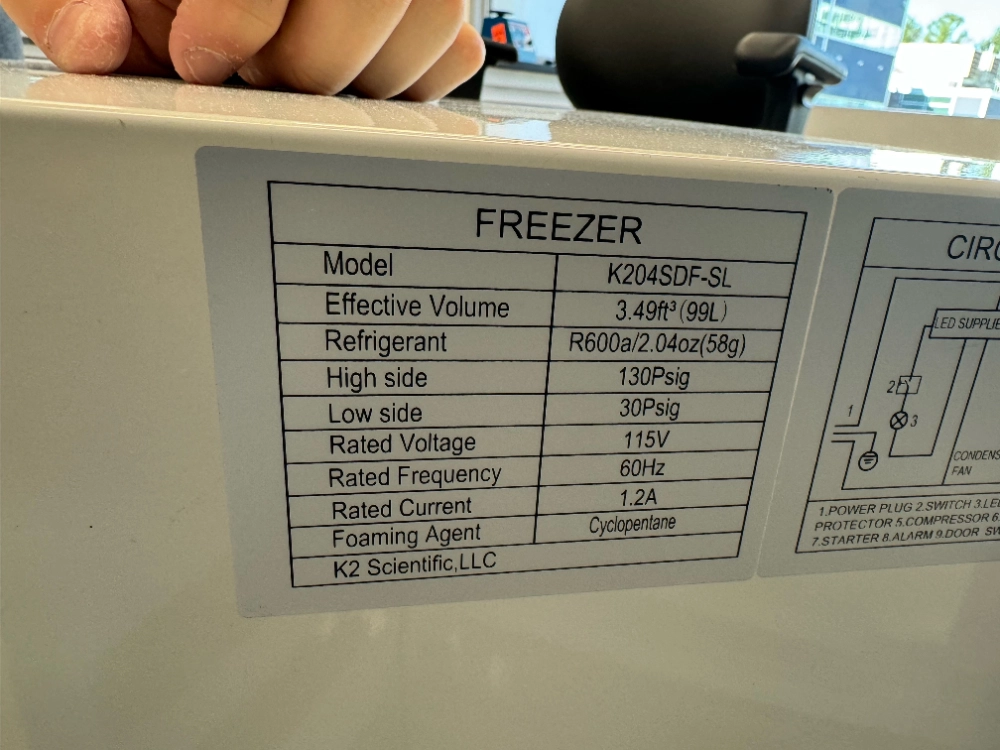 FREEZER
Model K204SDF-SL
Effective Volume 3.49ft³(99L)
Refrigerant R600a/2.04oz(58g)
High side 130Psig
Low side 30Psig
Rated Voltage 115V
Rated Frequency 60Hz
Rated Current 1.2A
Foaming Agent Cyclopentane
K2 Scientific,LLC
LED SUPPLIE
2
1
3
CONDENS
FAN
1.POWER PLUG 2.SWITCH 3.LE
PROTECTOR 5.COMPRESSOR 6.
7.STARTER 8.ALARM 9.DOOR SW